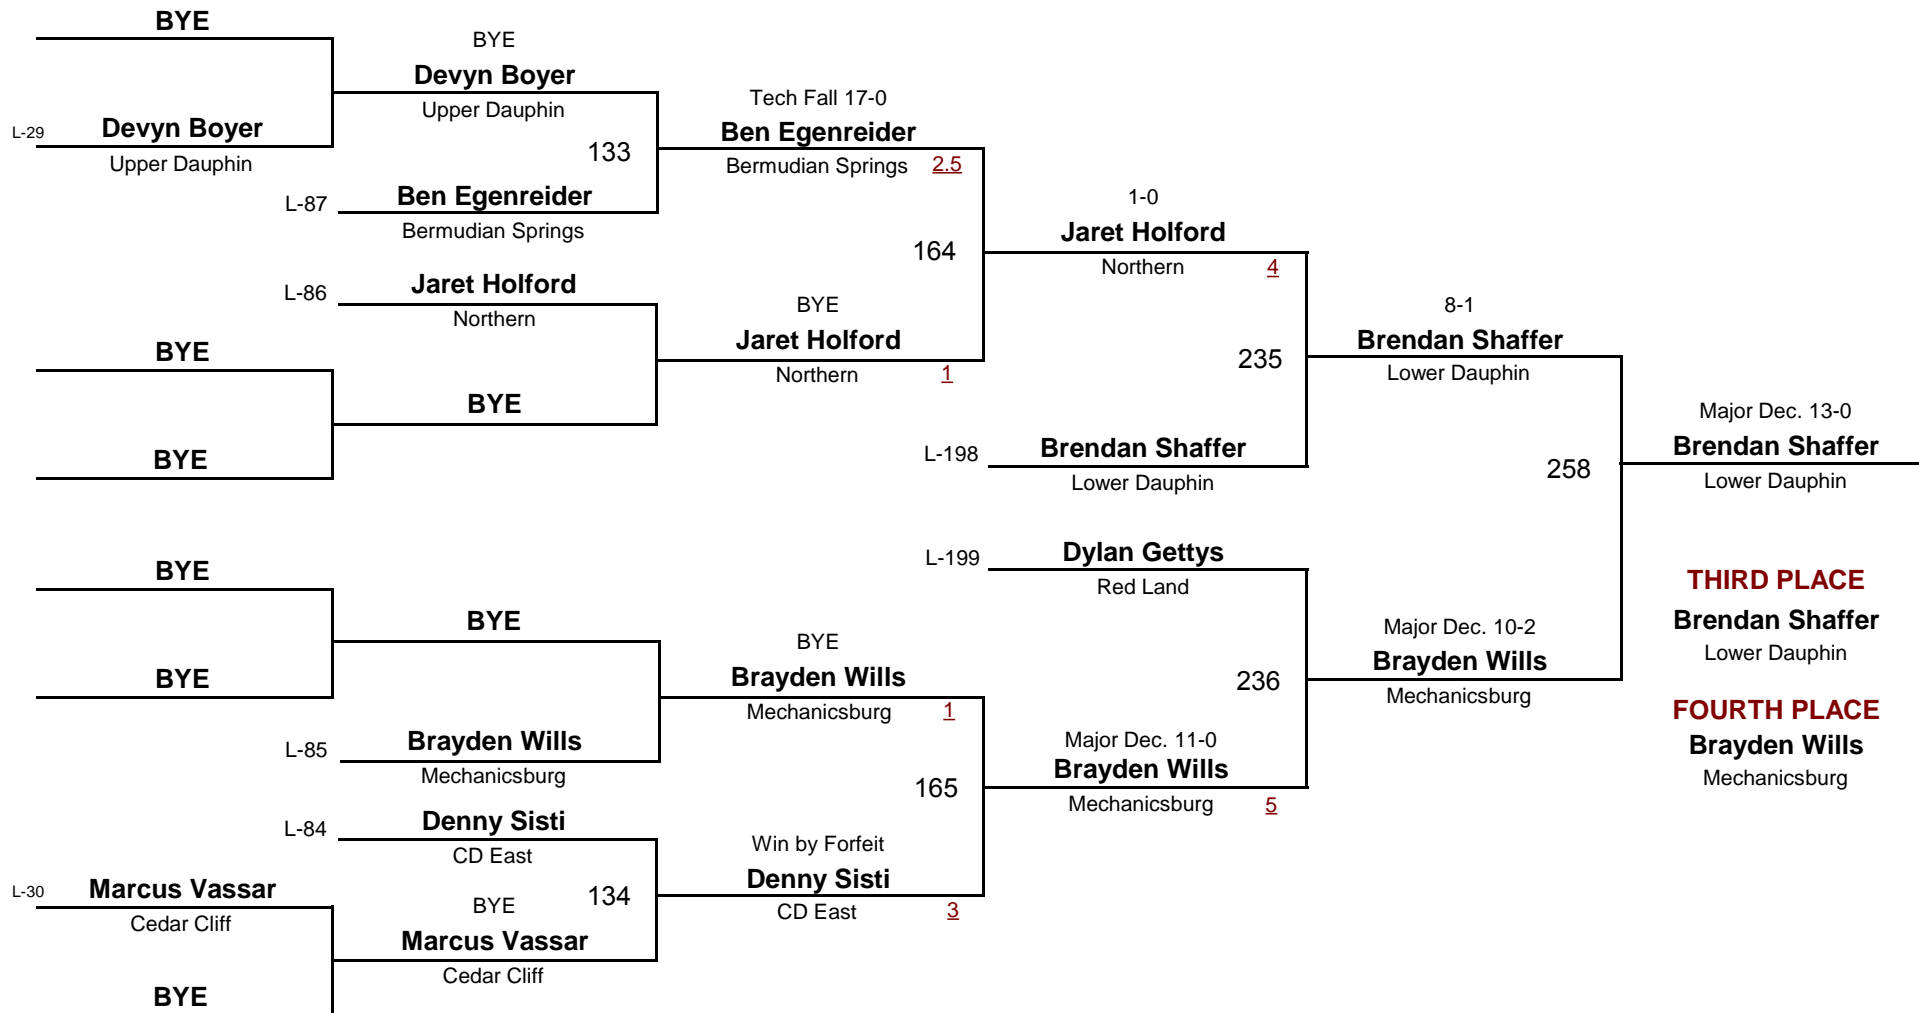 BYE
BYE
Devyn Boyer
Upper Dauphin
L-29 Devyn Boyer
Upper Dauphin
133
L-87 Ben Egenreider
Bermudian Springs
Tech Fall 17-0
Ben Egenreider
Bermudian Springs 2.5
164
L-86 Jaret Holford
Northern
BYE
Jaret Holford
Northern 1
BYE
BYE
BYE
1-0
Jaret Holford
Northern 4
235
L-198 Brendan Shaffer
Lower Dauphin
8-1
Brendan Shaffer
Lower Dauphin
258
Major Dec. 13-0
Brendan Shaffer
Lower Dauphin
L-199 Dylan Gettys
Red Land
236
Major Dec. 10-2
Brayden Wills
Mechanicsburg
THIRD PLACE
Brendan Shaffer
Lower Dauphin
FOURTH PLACE
Brayden Wills
Mechanicsburg
BYE
BYE
BYE
BYE
Brayden Wills
Mechanicsburg 1
L-85 Brayden Wills
Mechanicsburg
165
Major Dec. 11-0
Brayden Wills
Mechanicsburg 5
L-84 Denny Sisti
CD East
134
Win by Forfeit
Denny Sisti
CD East 3
L-30 Marcus Vassar
Cedar Cliff
BYE
Marcus Vassar
Cedar Cliff
BYE